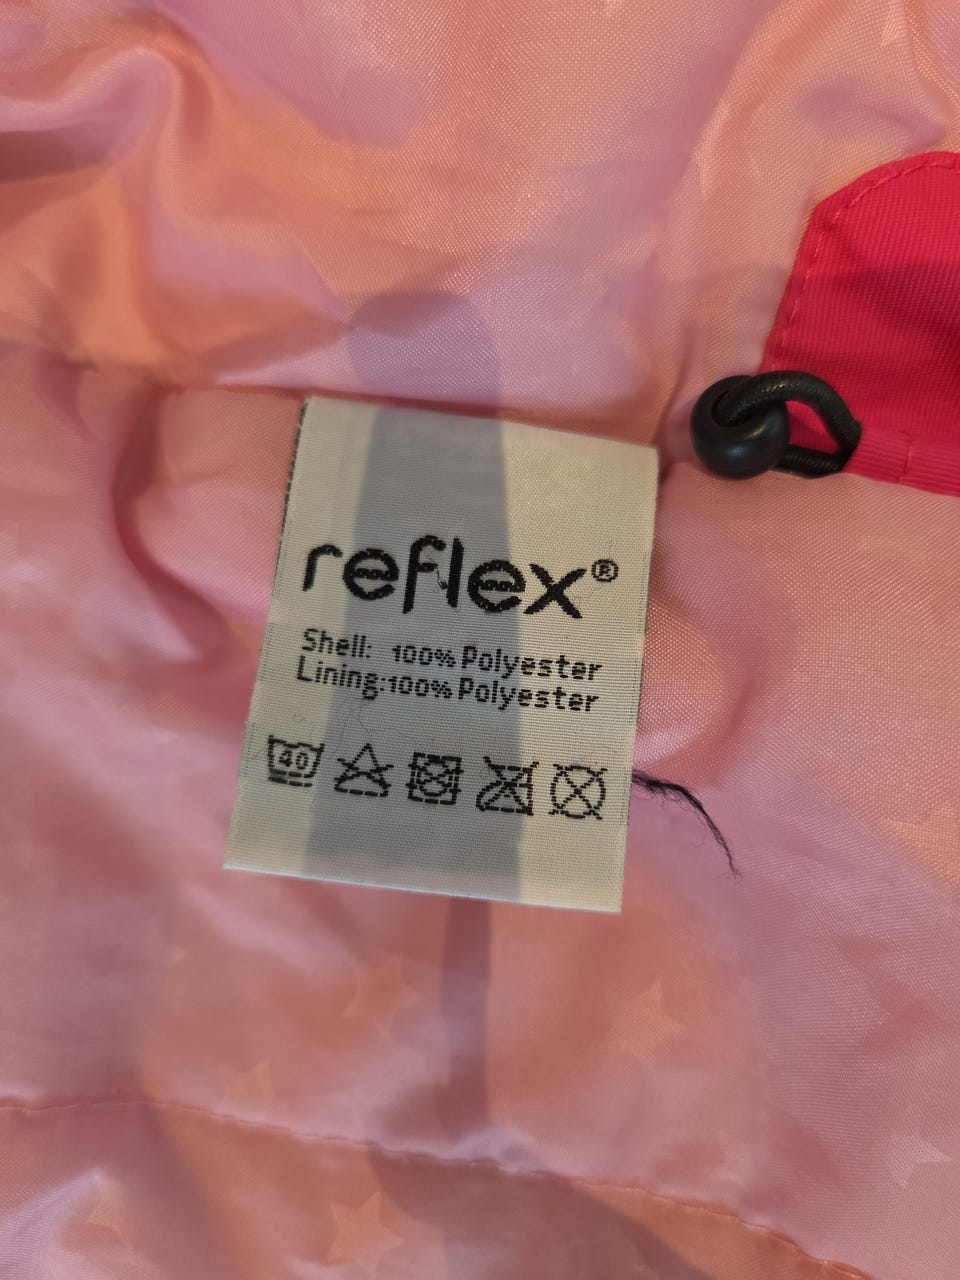 reflex®
Shell: 100% Polyester
Lining:100% Polyester
40